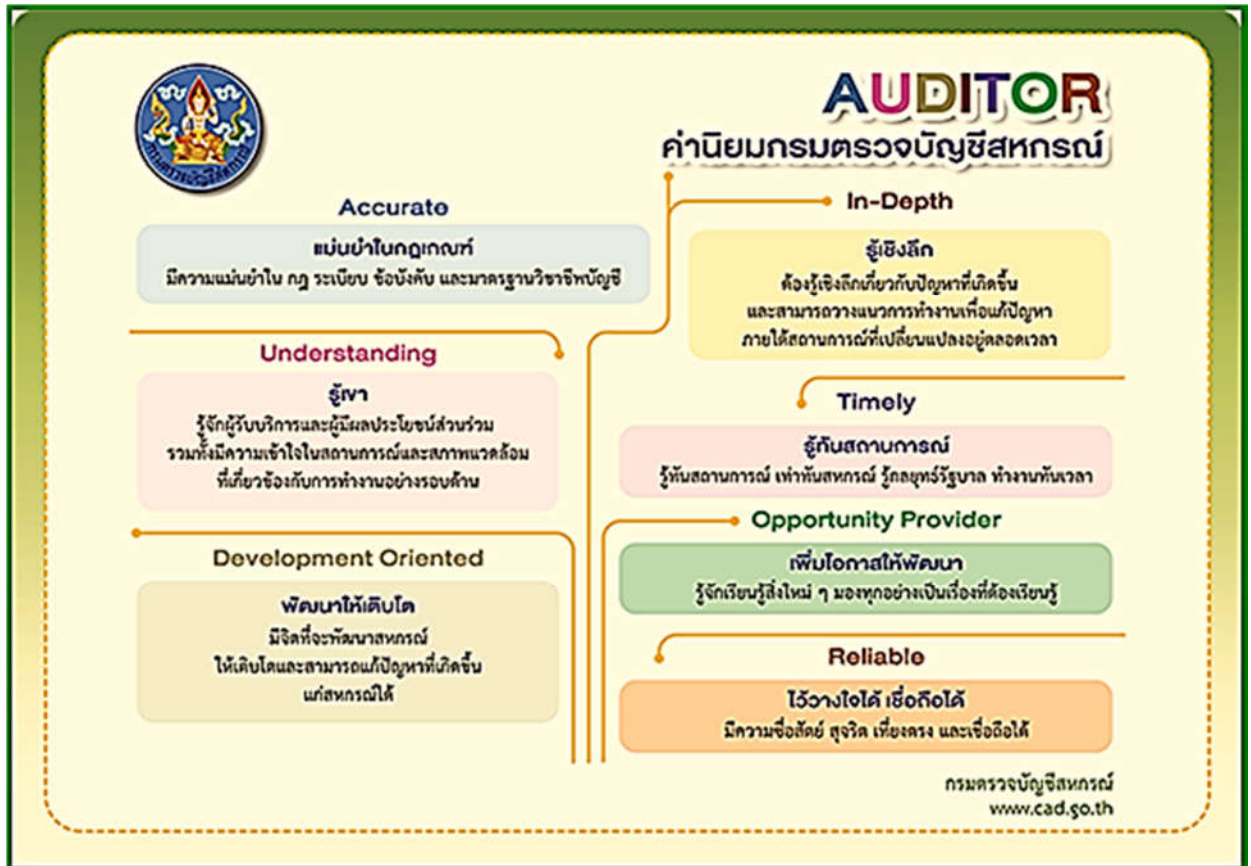 กรมตรวจบัญชีสหกรณ์
AUDITOR
ค่านิยมกรมตรวจบัญชีสหกรณ์
Accurate
แม่นยำในกฎเกณฑ์
มีความแม่นยำใน กฎ ระเบียบ ข้อบังคับ และมาตรฐานวิชาชีพบัญชี
Understanding
รู้เขา
รู้จักผู้รับบริการและผู้มีผลประโยชน์ส่วนร่วม
รวมทั้งมีความเข้าใจในสถานการณ์และสภาพแวดล้อม
ที่เกี่ยวข้องกับการทำงานอย่างรอบด้าน
Development Oriented
พัฒนาให้เติบโต
มีจิตที่จะพัฒนาสหกรณ์
ให้เติบโตและสามารถแก้ปัญหาที่เกิดขึ้น
แก่สหกรณ์ได้
In-Depth
รู้เชิงลึก
ต้องรู้เชิงลึกเกี่ยวกับปัญหาที่เกิดขึ้น
และสามารถวางแนวการทำงานเพื่อแก้ปัญหา
ภายใต้สถานการณ์ที่เปลี่ยนแปลงอยู่ตลอดเวลา
Timely
รู้ทันสถานการณ์
รู้ทันสถานการณ์ เท่าทันสหกรณ์ รู้กลยุทธ์รัฐบาล ทำงานทันเวลา
Opportunity Provider
เพิ่มโอกาสให้พัฒนา
รู้จักเรียนรู้สิ่งใหม่ ๆ มองทุกอย่างเป็นเรื่องที่ต้องเรียนรู้
Reliable
ไว้วางใจได้ เชื่อถือได้
มีความซื่อสัตย์ สุจริต เที่ยงตรง และเชื่อถือได้
กรมตรวจบัญชีสหกรณ์
www.cad.go.th